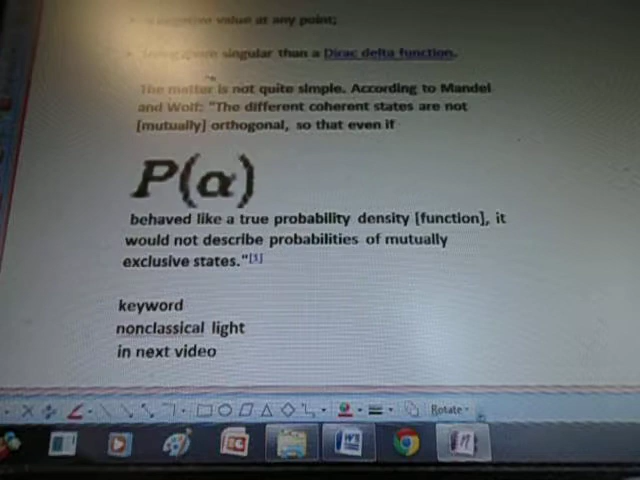 negative value at any point;
singular than a Dirac delta function.
The matter is not quite simple. According to Mandel
and Wolf: "The different coherent states are not
[mutually] orthogonal, so that even if
P(α)
behaved like a true probability density [function], it
would not describe probabilities of mutually
exclusive states."[1]
keyword
nonclassical light
in next video
Rotate